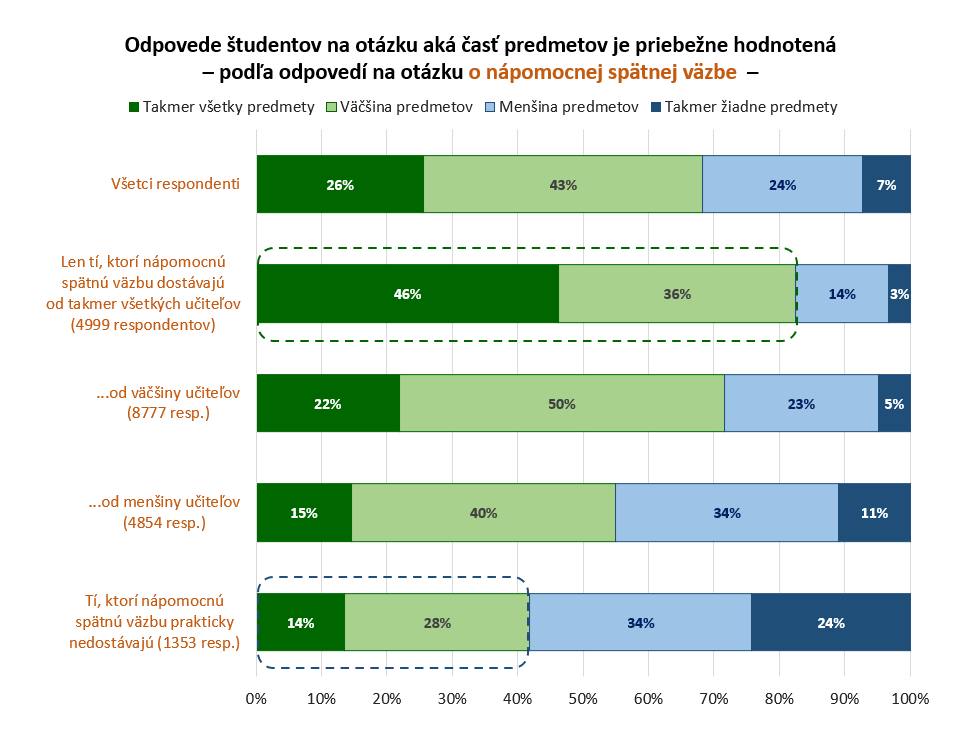 Odpovede študentov na otázku aká časť predmetov je priebežne hodnotená
– podľa odpovedí na otázku o nápomocnej spätnej väzbe –
Takmer všetky predmety Väčšina predmetov Menšina predmetov Takmer žiadne predmety
Všetci respondenti
26% 43% 24% 7%
Len tí, ktorí nápomocnú
spätnú väzbu dostávajú
od takmer všetkých učiteľov
(4999 respondentov)
46% 36% 14% 3%
...od väčšiny učiteľov
(8777 resp.)
22% 50% 23% 5%
...od menšiny učiteľov
(4854 resp.)
15% 40% 34% 11%
Tí, ktorí nápomocnú
spätnú väzbu prakticky
nedostávajú (1353 resp.)
14% 28% 34% 24%
0% 10% 20% 30% 40% 50% 60% 70% 80% 90% 100%